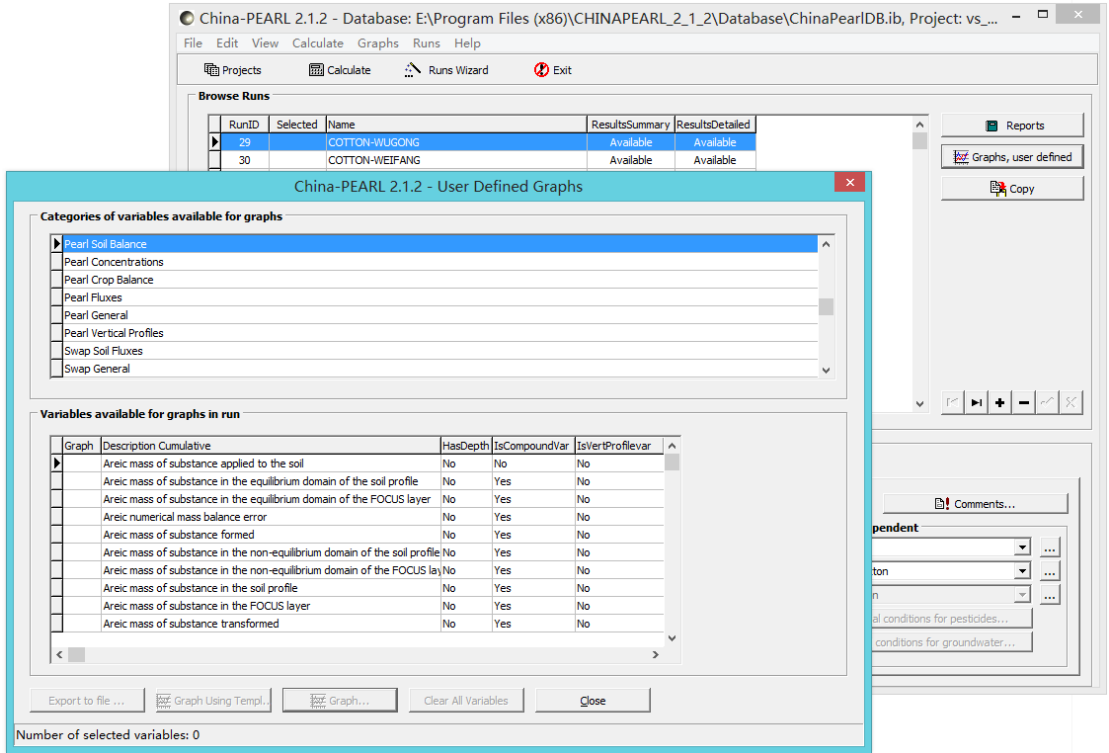 China-PEARL 2.1.2 - Database: E:\Program Files (x86)\CHINAPEARL_2_1_2\Database\ChinaPearlDB.ib, Project: vs_...
File Edit View Calculate Graphs Runs Help
Projects Calculate Runs Wizard Exit
Browse Runs
RunID Selected Name ResultsSummary ResultsDetailed
29 COTTON-WUGONG Available Available
30 COTTON-WEIFANG Available Available
Reports
Graphs, user defined
Copy
Comments...
pendent
ton
n
al conditions for pesticides...
conditions for groundwater...
China-PEARL 2.1.2 - User Defined Graphs
Categories of variables available for graphs
Pearl Soil Balance
Pearl Concentrations
Pearl Crop Balance
Pearl Fluxes
Pearl General
Pearl Vertical Profiles
Swap Soil Fluxes
Swap General
Variables available for graphs in run
Graph Description Cumulative HasDepth IsCompoundVar IsVertProfilevar
Areic mass of substance applied to the soil No No No
Areic mass of substance in the equilibrium domain of the soil profile No Yes No
Areic mass of substance in the equilibrium domain of the FOCUS layer No Yes No
Areic numerical mass balance error No Yes No
Areic mass of substance formed No Yes No
Areic mass of substance in the non-equilibrium domain of the soil profile No Yes No
Areic mass of substance in the non-equilibrium domain of the FOCUS lay No Yes No
Areic mass of substance in the soil profile No Yes No
Areic mass of substance in the FOCUS layer No Yes No
Areic mass of substance transformed No Yes No
Export to file ... Graph Using Templ.. Graph... Clear All Variables Close
Number of selected variables: 0